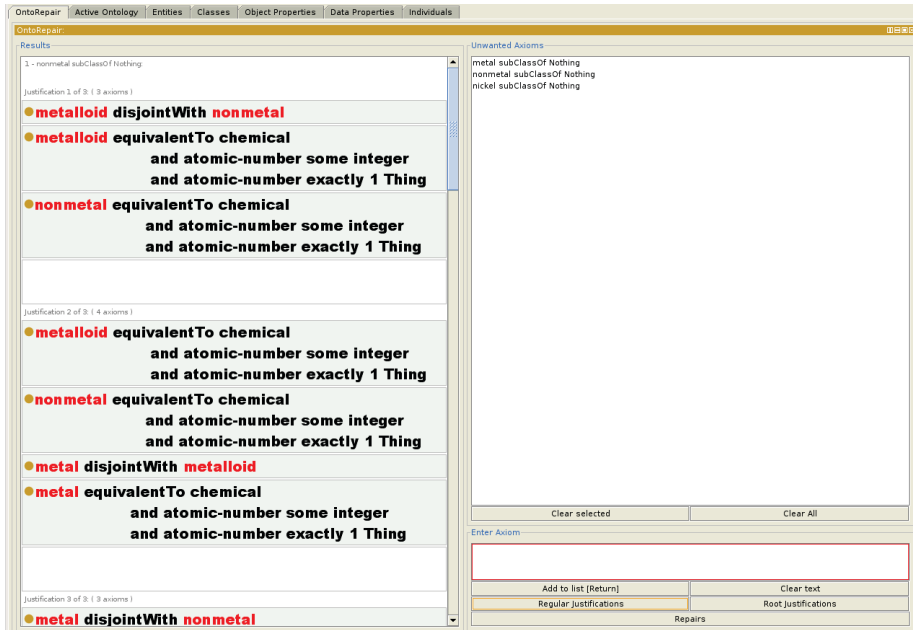 OntoRepair Active Ontology Entities Classes Object Properties Data Properties Individuals
OntoRepair:
Results
1 - nonmetal subClassOf Nothing:
Justification 1 of 3: ( 3 axioms )
metalloid disjointWith nonmetal
metalloid equivalentTo chemical
and atomic-number some integer
and atomic-number exactly 1 Thing
nonmetal equivalentTo chemical
and atomic-number some integer
and atomic-number exactly 1 Thing
Justification 2 of 3: ( 4 axioms )
metalloid equivalentTo chemical
and atomic-number some integer
and atomic-number exactly 1 Thing
nonmetal equivalentTo chemical
and atomic-number some integer
and atomic-number exactly 1 Thing
metal disjointWith metalloid
metal equivalentTo chemical
and atomic-number some integer
and atomic-number exactly 1 Thing
Justification 3 of 3: ( 3 axioms )
metal disjointWith nonmetal
Unwanted Axioms
metal subClassOf Nothing
nonmetal subClassOf Nothing
nickel subClassOf Nothing
Clear selected Clear All
Enter Axiom
Add to list [Return] Clear text
Regular Justifications Root Justifications
Repairs